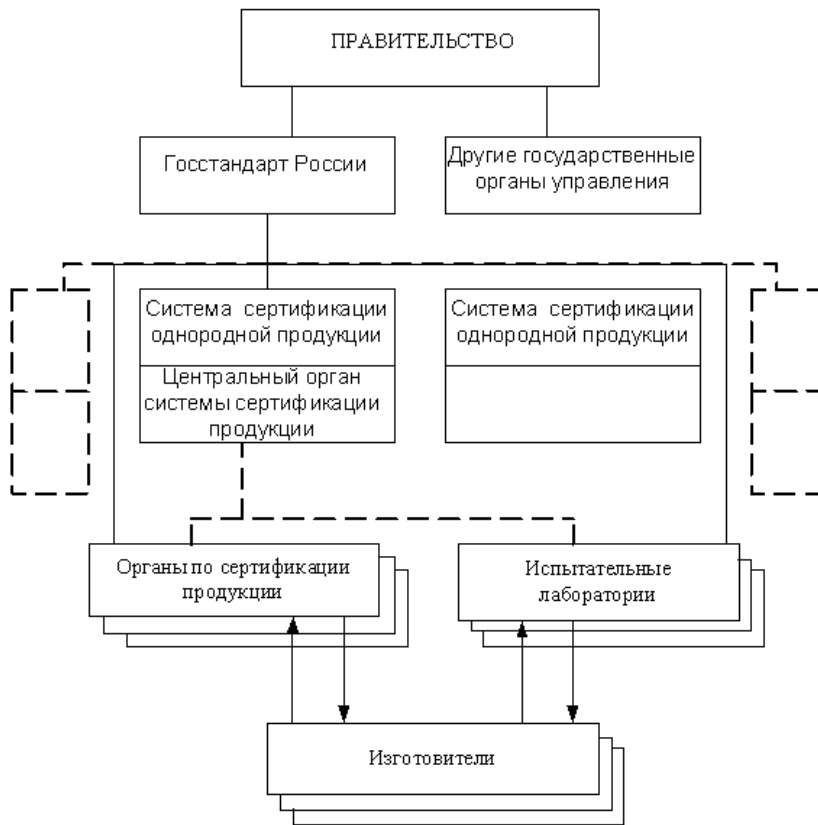 ПРАВИТЕЛЬСТВО
Госстандарт России
Другие государственные
органы управления
Система сертификации
однородной продукции
Центральный орган
системы сертификации
продукции
Система сертификации
однородной продукции
Органы по сертификации
продукции
Испытательные
лаборатории
Изготовители